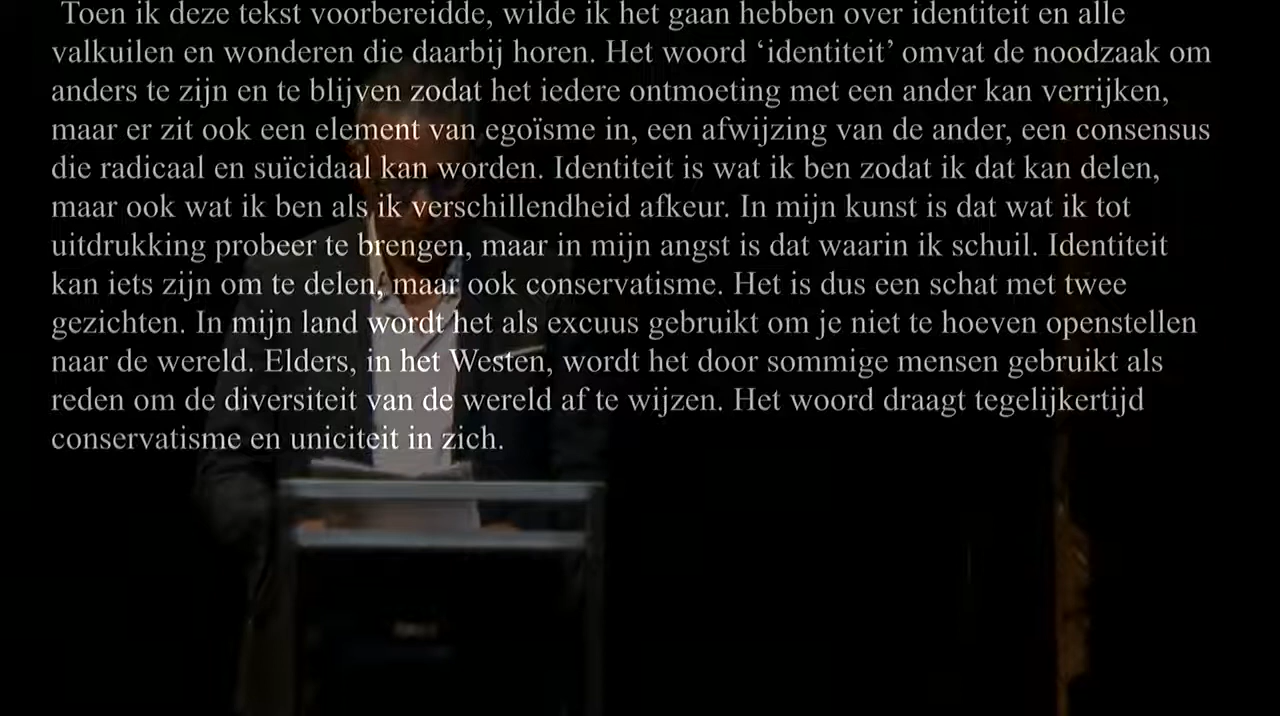 Toen ik deze tekst voorbereidde, wilde ik het gaan hebben over identiteit en alle
valkuilen en wonderen die daarbij horen. Het woord ‘identiteit’ omvat de noodzaak om
anders te zijn en te blijven zodat het iedere ontmoeting met een ander kan verrijken,
maar er zit ook een element van egoïsme in, een afwijzing van de ander, een consensus
die radicaal en suïcidaal kan worden. Identiteit is wat ik ben zodat ik dat kan delen,
maar ook wat ik ben als ik verschillendheid afkeur. In mijn kunst is dat wat ik tot
uitdrukking probeer te brengen, maar in mijn angst is dat waarin ik schuil. Identiteit
kan iets zijn om te delen, maar ook conservatisme. Het is dus een schat met twee
gezichten. In mijn land wordt het als excuus gebruikt om je niet te hoeven openstellen
naar de wereld. Elders, in het Westen, wordt het door sommige mensen gebruikt als
reden om de diversiteit van de wereld af te wijzen. Het woord draagt tegelijkertijd
conservatisme en uniciteit in zich.